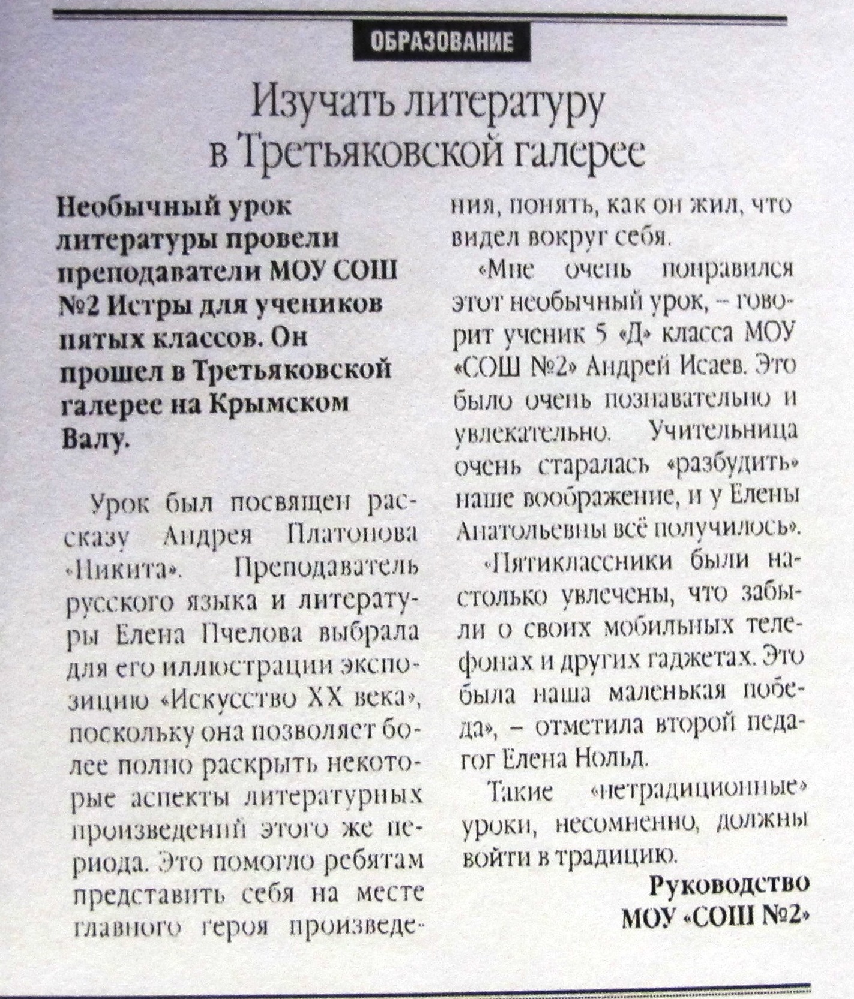 ОБРАЗОВАНИЕ
Изучать литературу
в Третьяковской галерее
Необычный урок
литературы провели
преподаватели МОУ СОШ
№2 Истры для учеников
пятых классов. Он
прошел в Третьяковской
галерее на Крымском
Валу.
Урок был посвящен рас-
сказу Андрея Платонова
«Никита». Преподаватель
русского языка и литерату-
ры Елена Пчелова выбрала
для его иллюстрации экспо-
зицию «Искусство XX века»,
поскольку она позволяет бо-
лее полно раскрыть некото-
рые аспекты литературных
произведений этого же пе-
риода. Это помогло ребятам
представить себя на месте
главного героя произведе-
ния, понять, как он жил, что
видел вокруг себя.
«Мне очень понравился
этот необычный урок, – гово-
рит ученик 5 «Д» класса МОУ
«СОШ №2» Андрей Исаев. Это
было очень познавательно и
увлекательно. Учительница
очень старалась «разбудить»
наше воображение, и у Елены
Анатольевны всё получилось».
«Пятиклассники были на-
столько увлечены, что забы-
ли о своих мобильных теле-
фонах и других гаджетах. Это
была наша маленькая побе-
да», – отметила второй педа-
гог Елена Нольд.
Такие «нетрадиционные»
уроки, несомненно, должны
войти в традицию.
Руководство
МОУ «СОШ №2»